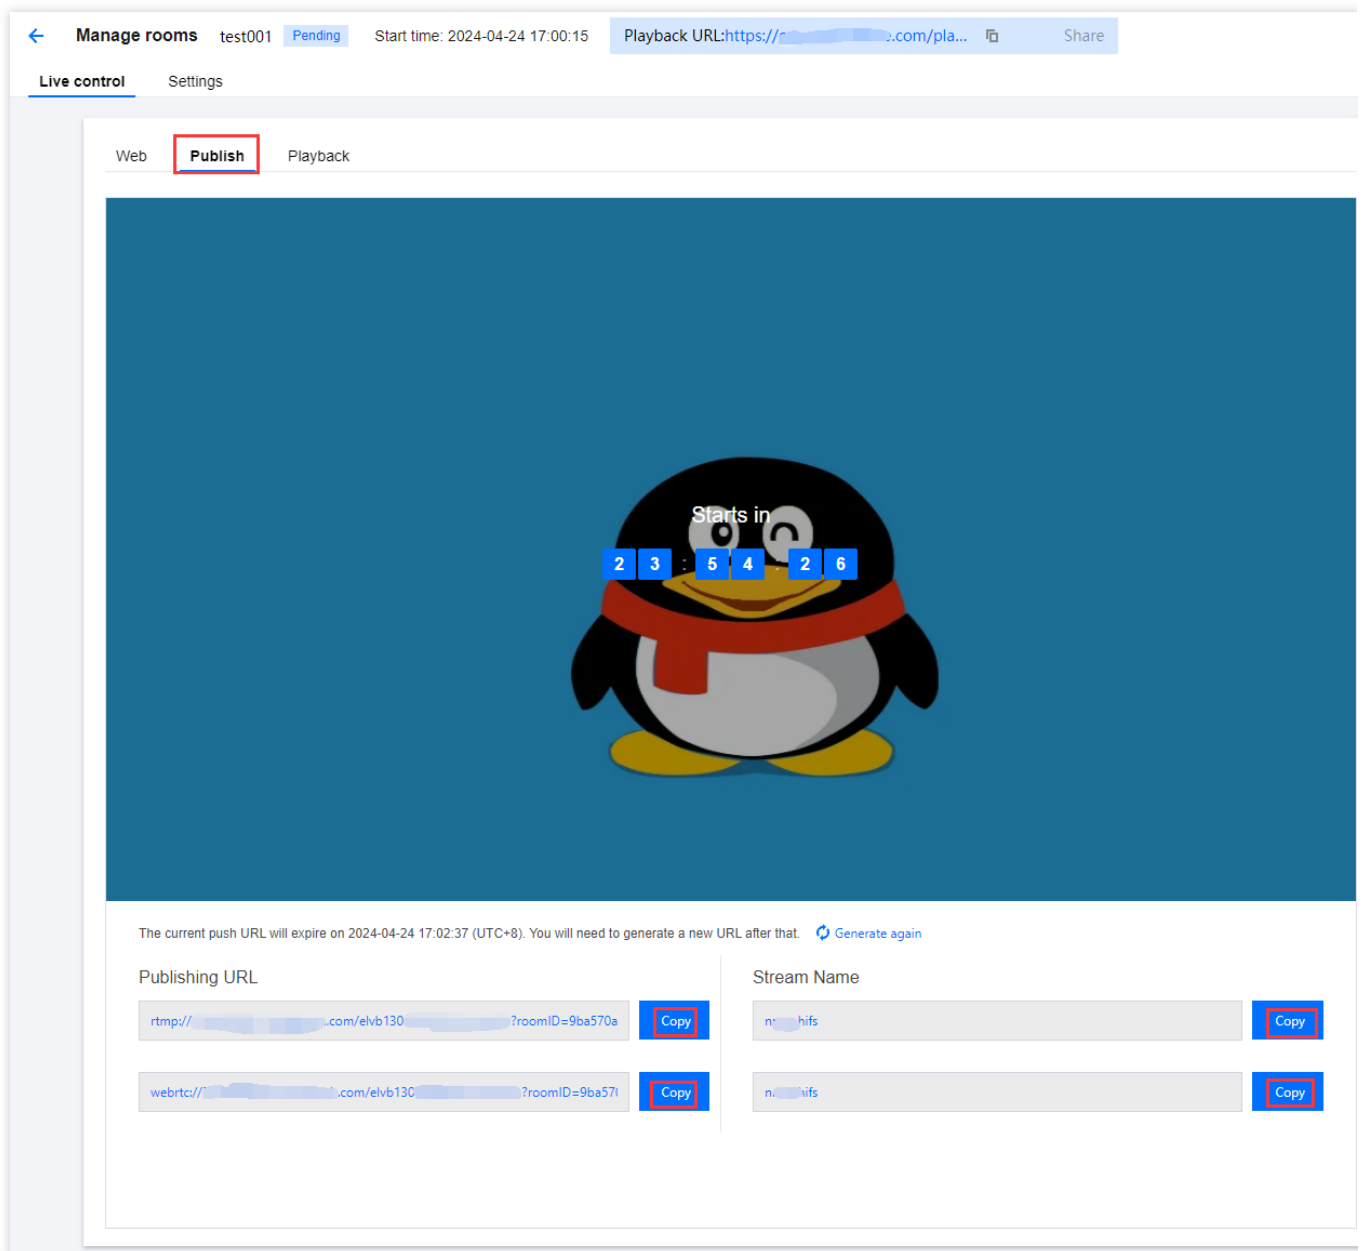 Manage rooms test001 Pending Start time: 2024-04-24 17:00:15 Playback URL:https:// .com/pla... Share
Live control Settings
Web Publish Playback
Starts in
2 3 : 5 4 : 2 6
The current push URL will expire on 2024-04-24 17:02:37 (UTC+8). You will need to generate a new URL after that. Generate again
Publishing URL Stream Name
rtmp:// .com/elvb130 ?roomID=9ba570a Copy hifs Copy
webrtc:// .com/elvb130 ?roomID=9ba57 Copy ifs Copy